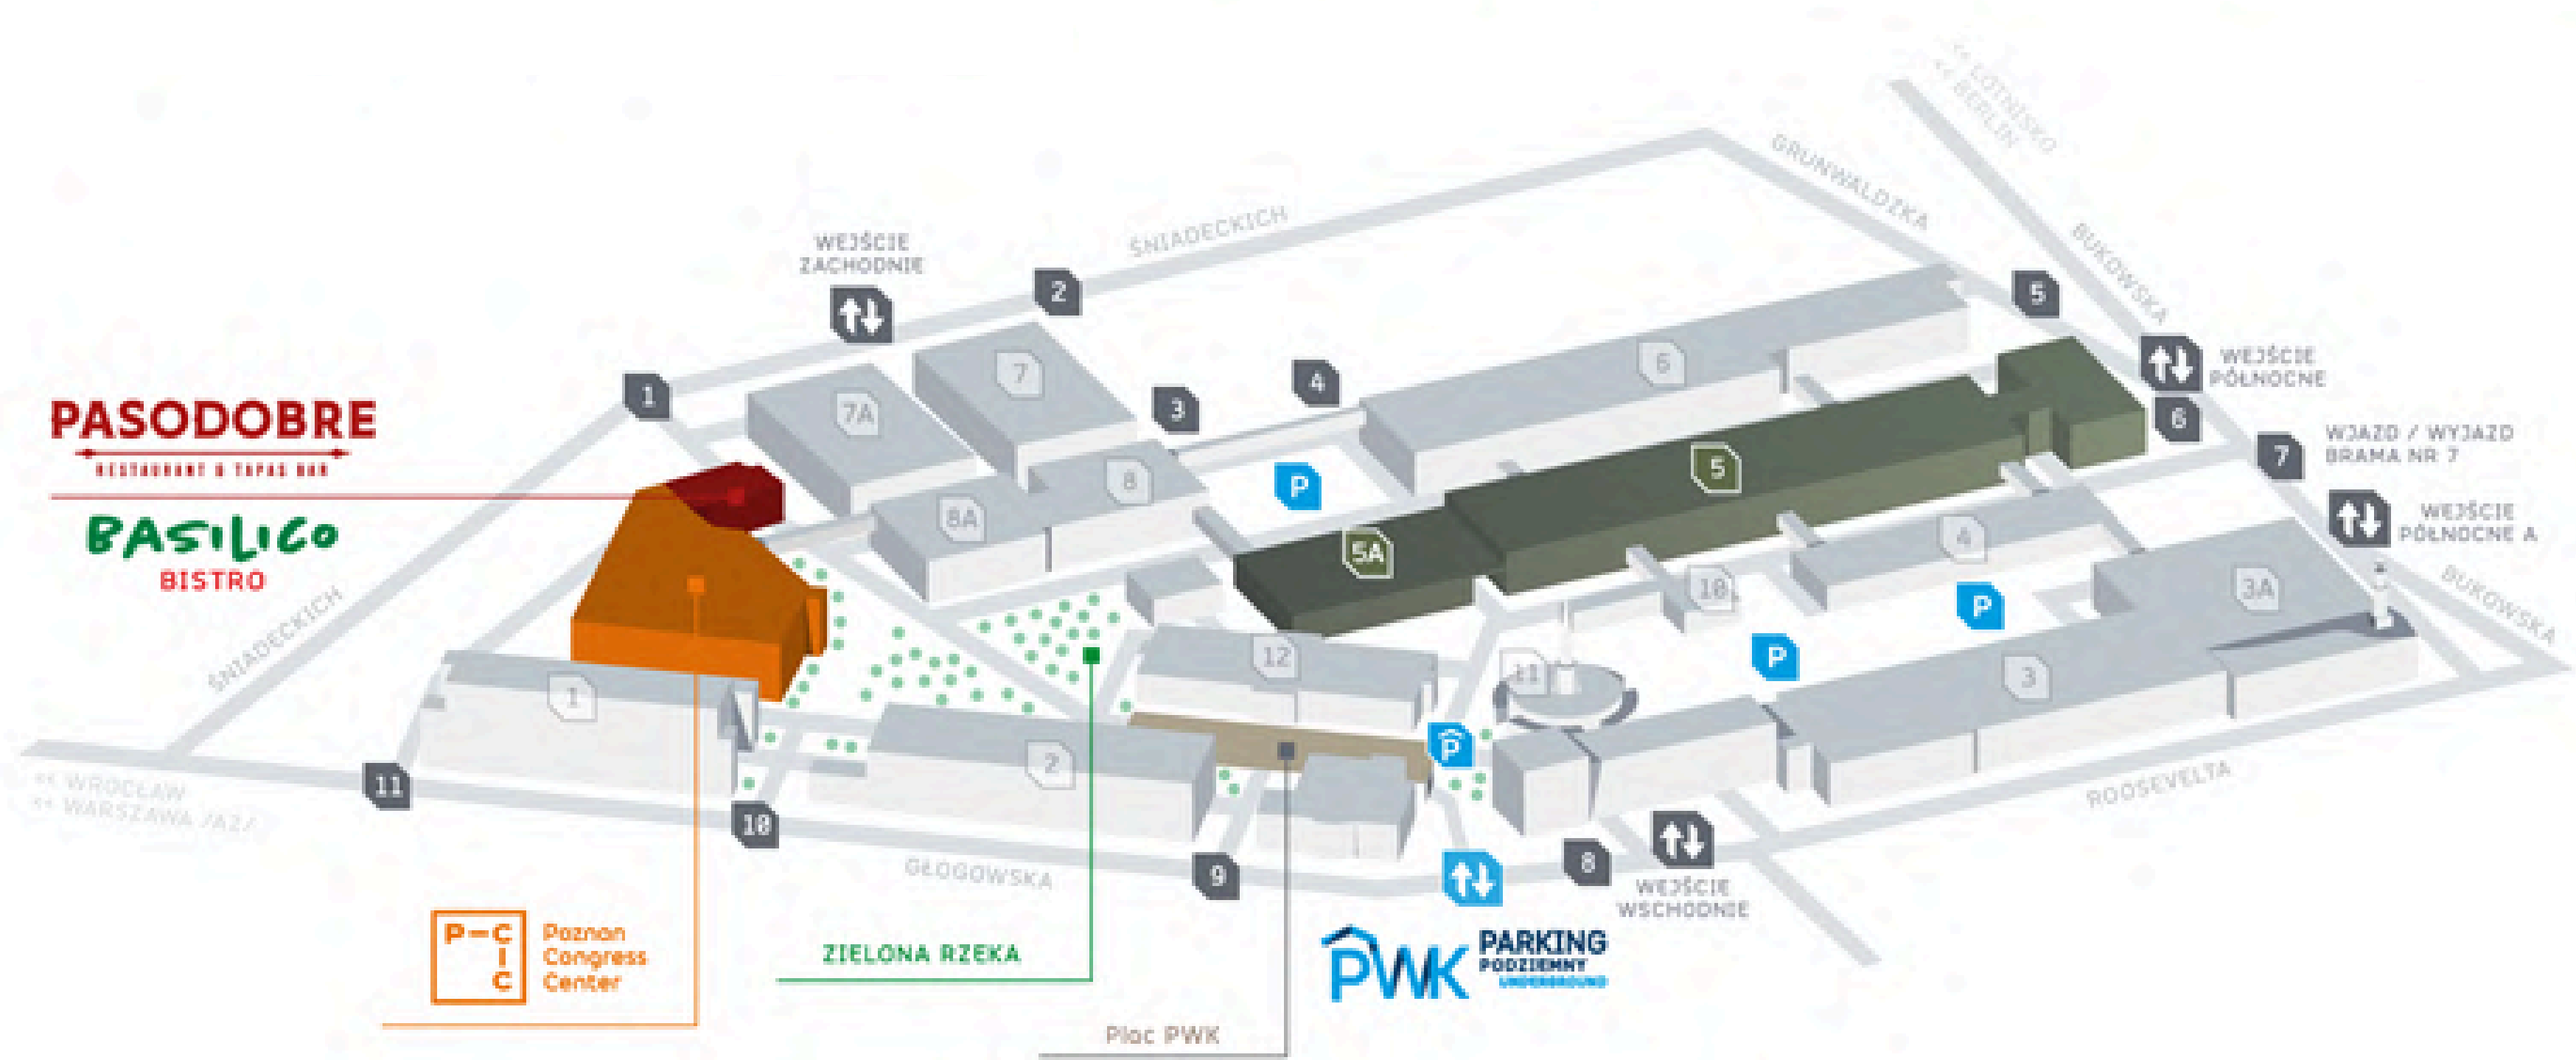 << LOTNISKO
<< BERLIN
GRUNWALDZKA
BUKOWSKA
ŚNIADECKICH
WEJŚCIE
ZACHODNIE
2
5
WEJŚCIE
PÓŁNOCNE
6
7
WJAZD / WYJAZD
BRAMA NR 7
WEJŚCIE
PÓŁNOCNE A
BUKOWSKA
1
4
3
7
7A
6
8
8A
P
5
5A
4
10
3A
P
P
PASODOBRE
RESTAURANT & TAPAS BAR
BASILICO
BISTRO
ŚNIADECKICH
1
12
11
3
2
P
ROOSEVELTA
<< WROCŁAW
<< WARSZAWA /A2/
11
10
GŁOGOWSKA
9
8
WEJŚCIE
WSCHODNIE
P-C
I
C
Poznan
Congress
Center
ZIELONA RZEKA
PWK
PARKING
PODZIEMNY
UNDERGROUND
Plac PWK